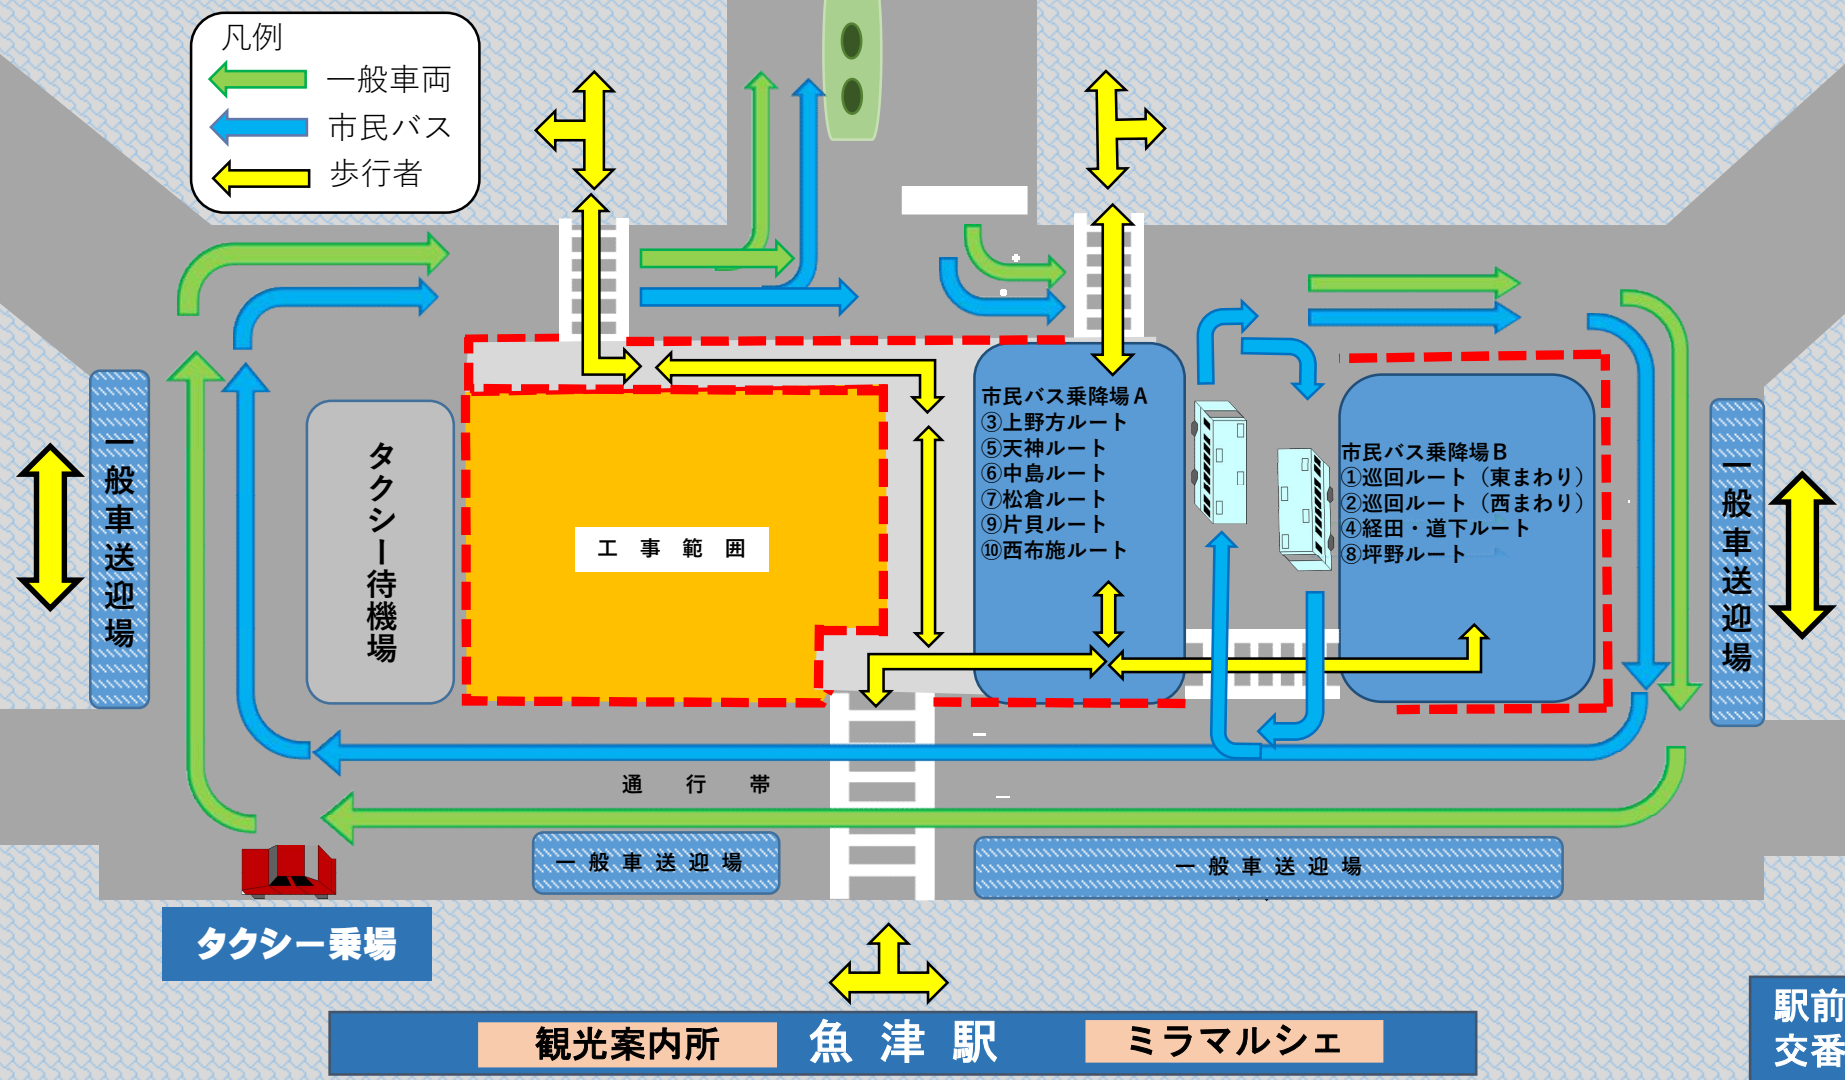 凡例
一般車両
市民バス
歩行者
一般車送迎場
タクシー待機場
工事範囲
市民バス乗降場A
③上野方ルート
⑤天神ルート
⑥中島ルート
⑦松倉ルート
⑨片貝ルート
⑩西布施ルート
市民バス乗降場B
①巡回ルート（東まわり）
②巡回ルート（西まわり）
④経田・道下ルート
⑧坪野ルート
一般車送迎場
通行帯
一般車送迎場
一般車送迎場
タクシー乗場
観光案内所
魚津駅
ミラマルシェ
駅前
交番